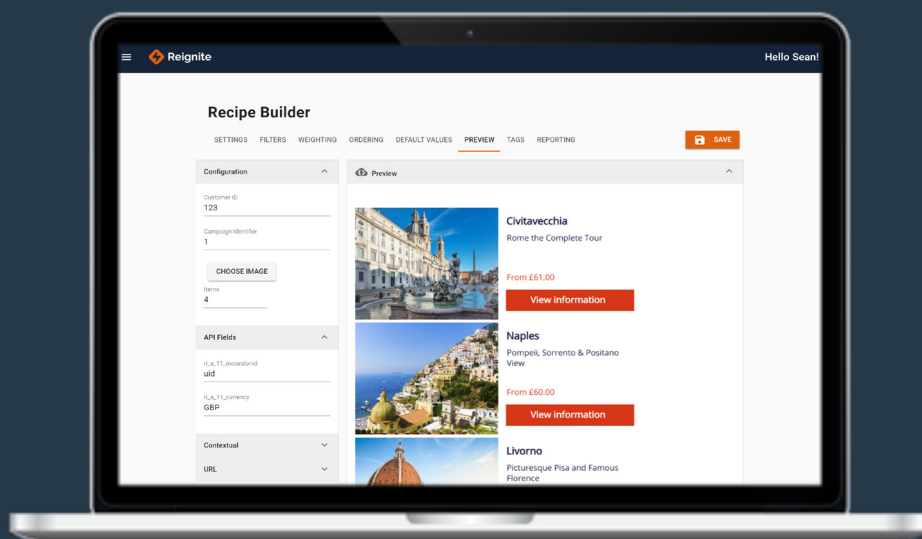 Reignite
Hello Sean!
Recipe Builder
SETTINGS FILTERS WEIGHTING ORDERING DEFAULT VALUES PREVIEW TAGS REPORTING
SAVE
Configuration
Customer ID
123
Campaign Identifier
1
CHOOSE IMAGE
Items
4
API Fields
ri_a_11_excursionid
uid
ri_a_11_currency
GBP
Contextual
URL
Preview
Civitavecchia
Rome the Complete Tour
From £61.00
View information
Naples
Pompeii, Sorrento & Positano
View
From £60.00
View information
Livorno
Picturesque Pisa and Famous
Florence